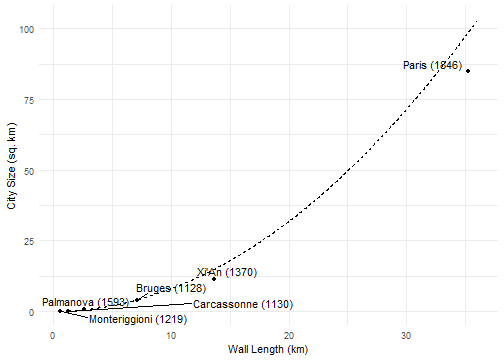 100
75
50
25
0
City Size (sq. km)
Paris (1846)
Xi'An (1370)
Bruges (1128)
Palmanova (1593)
Carcassonne (1130)
Monteriggioni (1219)
0
10
20
30
Wall Length (km)